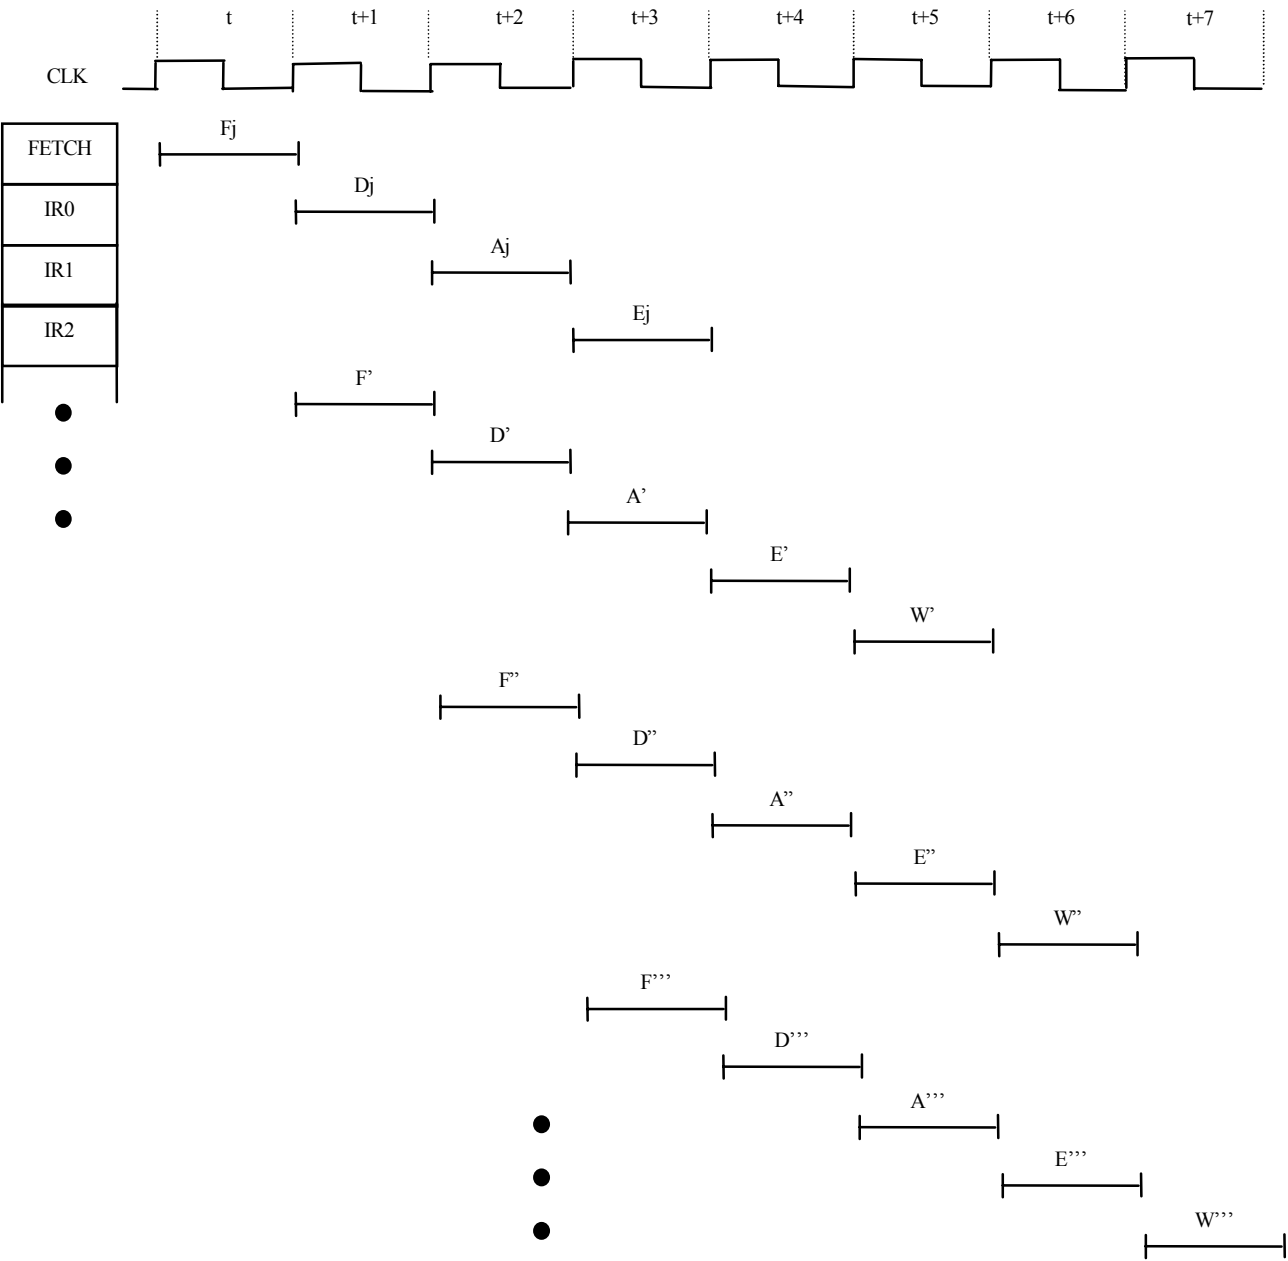 t t+1 t+2 t+3 t+4 t+5 t+6 t+7
CLK
FETCH Fj
IR0 Dj
IR1 Aj
IR2 Ej
F’
D’
A’
E’
W’
F”
D”
A”
E”
W”
F’’’
D’’’
A’’’
E’’’
W’’’